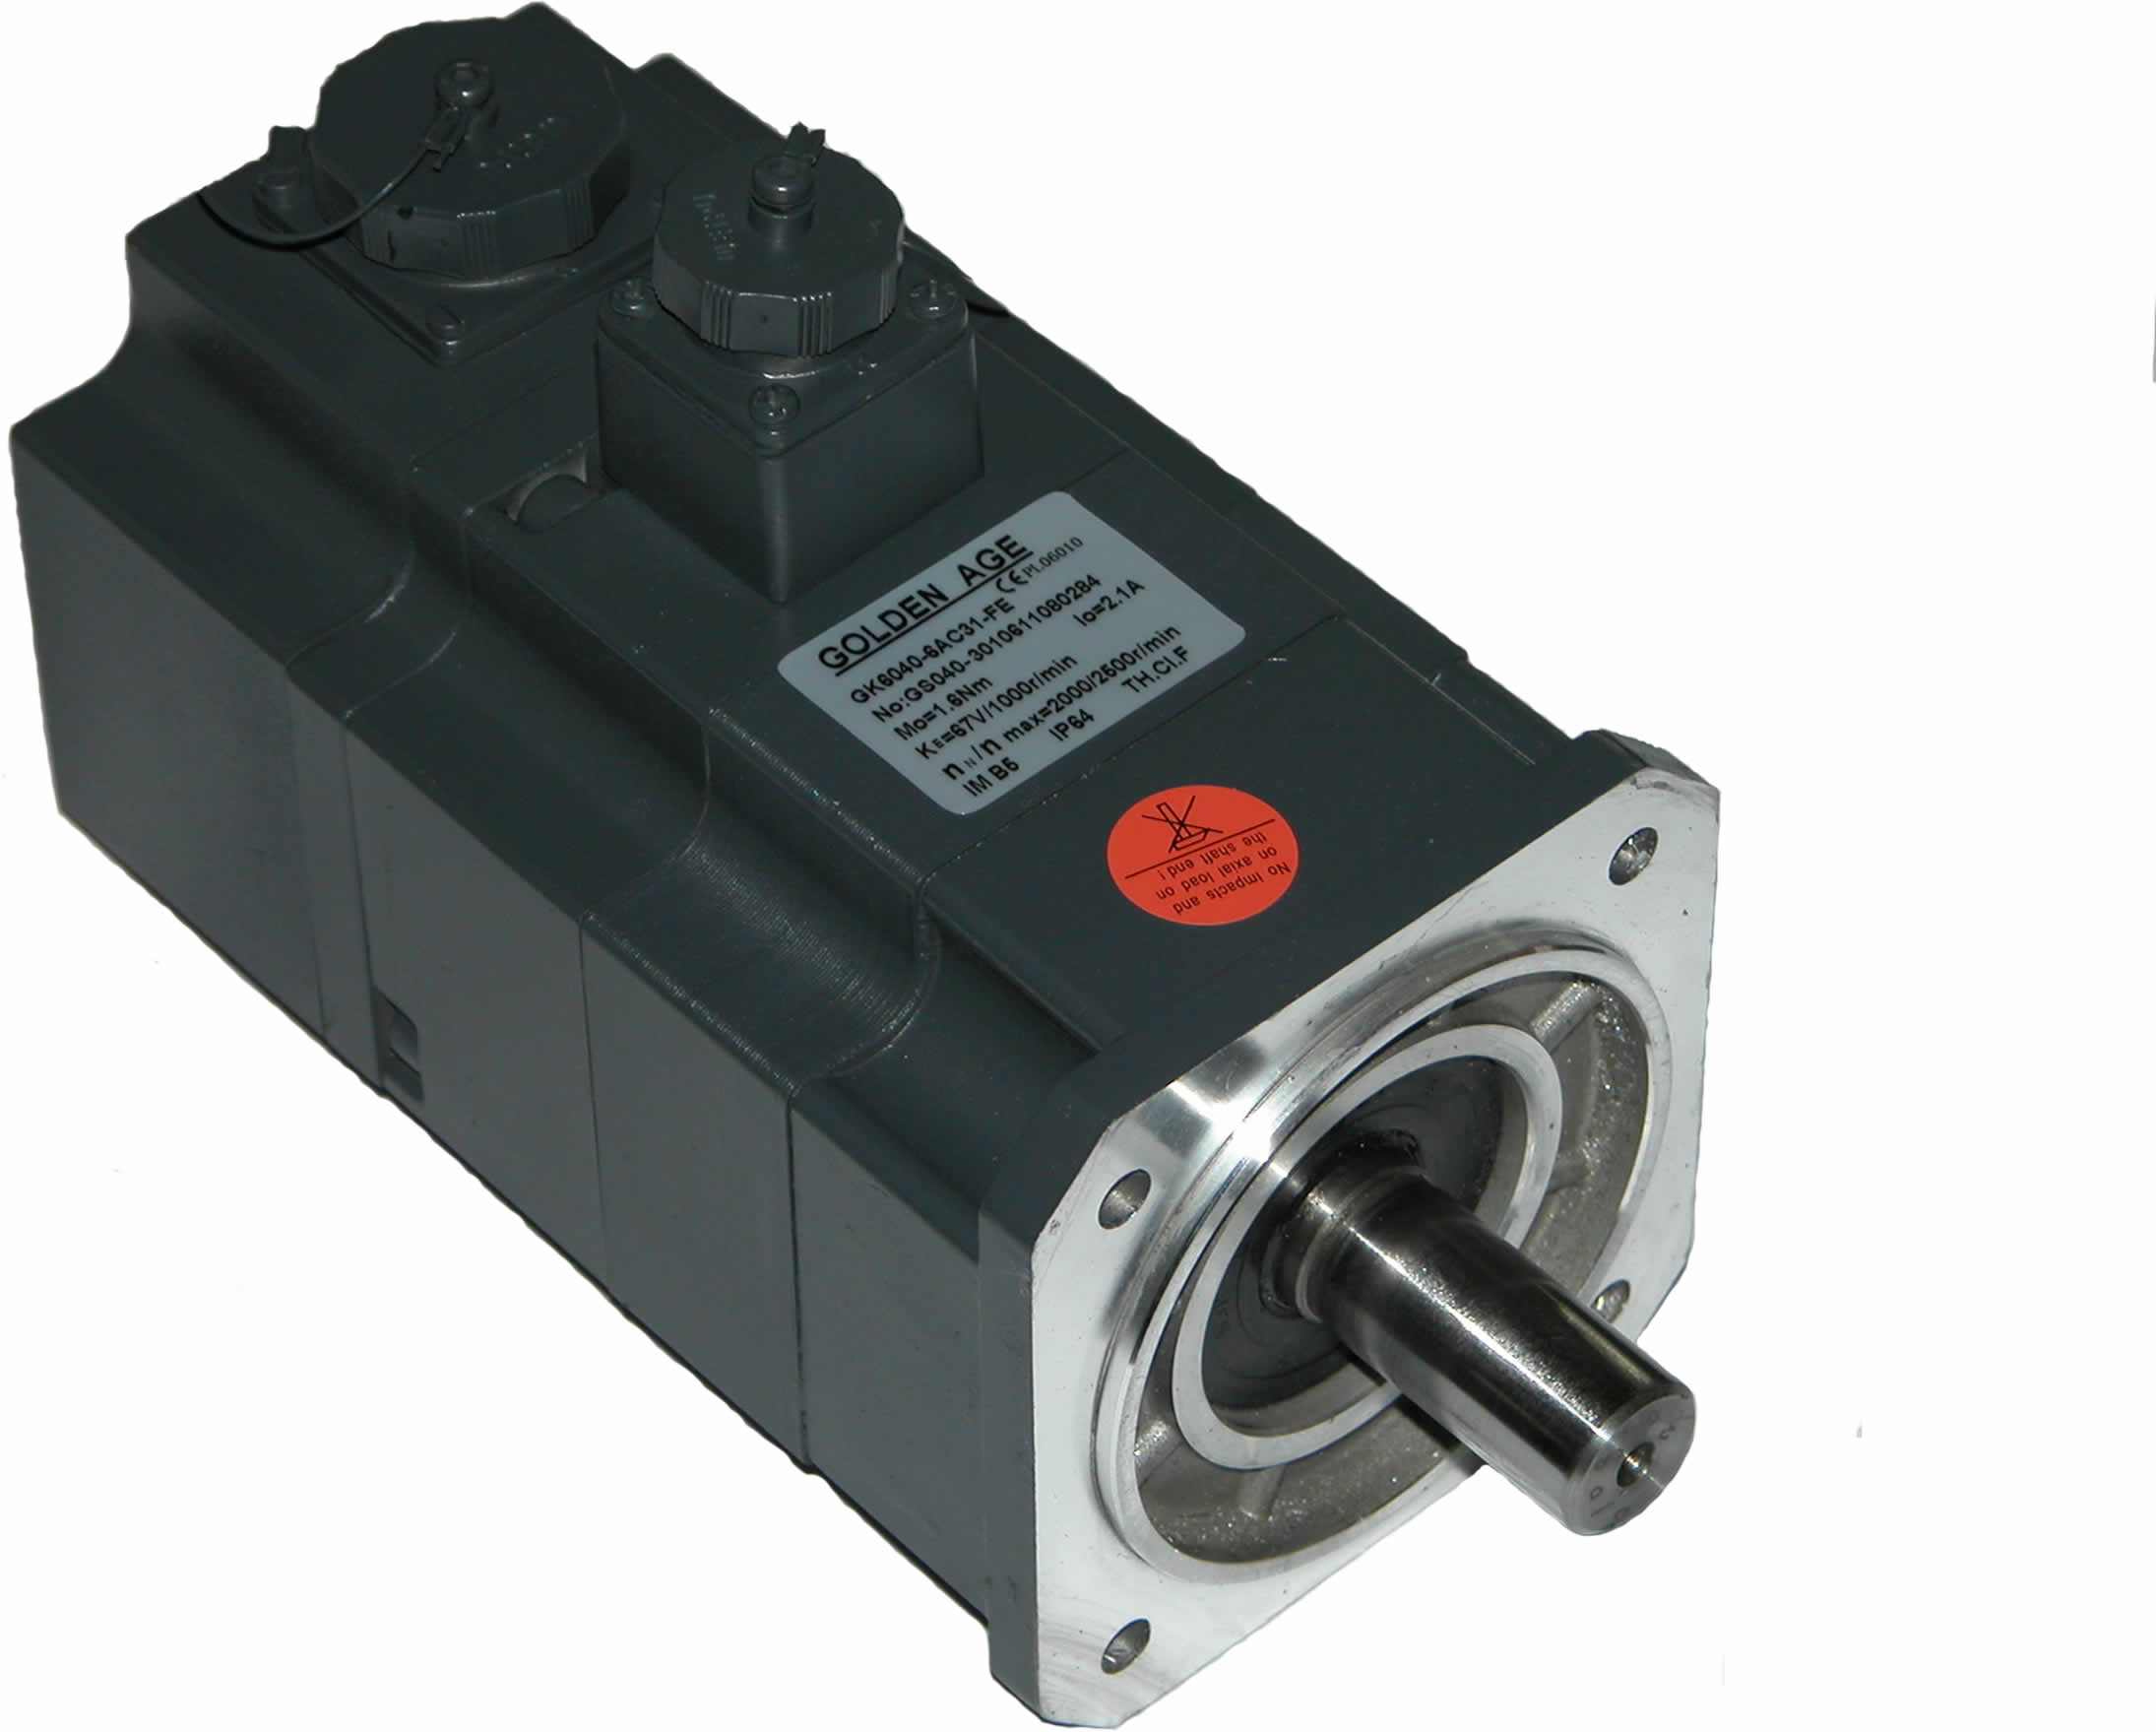 GOLDEN AGE
CE PL06010
GK6040-6AC31-FE
No:GS040-3010611080284
Mo=1.6Nm Io=2.1A
KE=67V/1000r/min
nN/n max=2000/2500r/min
IM B5 IP64 TH.Cl.F
No impacts and
on axial load on
the shaft end!